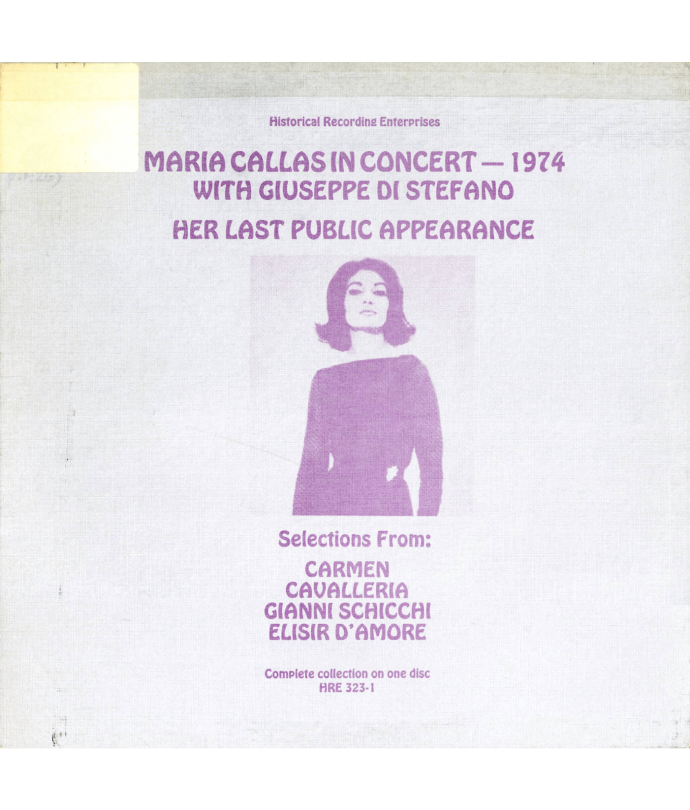 Historical Recording Enterprises
MARIA CALLAS IN CONCERT — 1974
WITH GIUSEPPE DI STEFANO
HER LAST PUBLIC APPEARANCE
Selections From:
CARMEN
CAVALLERIA
GIANNI SCHICCHI
ELISIR D'AMORE
Complete collection on one disc
HRE 323-1